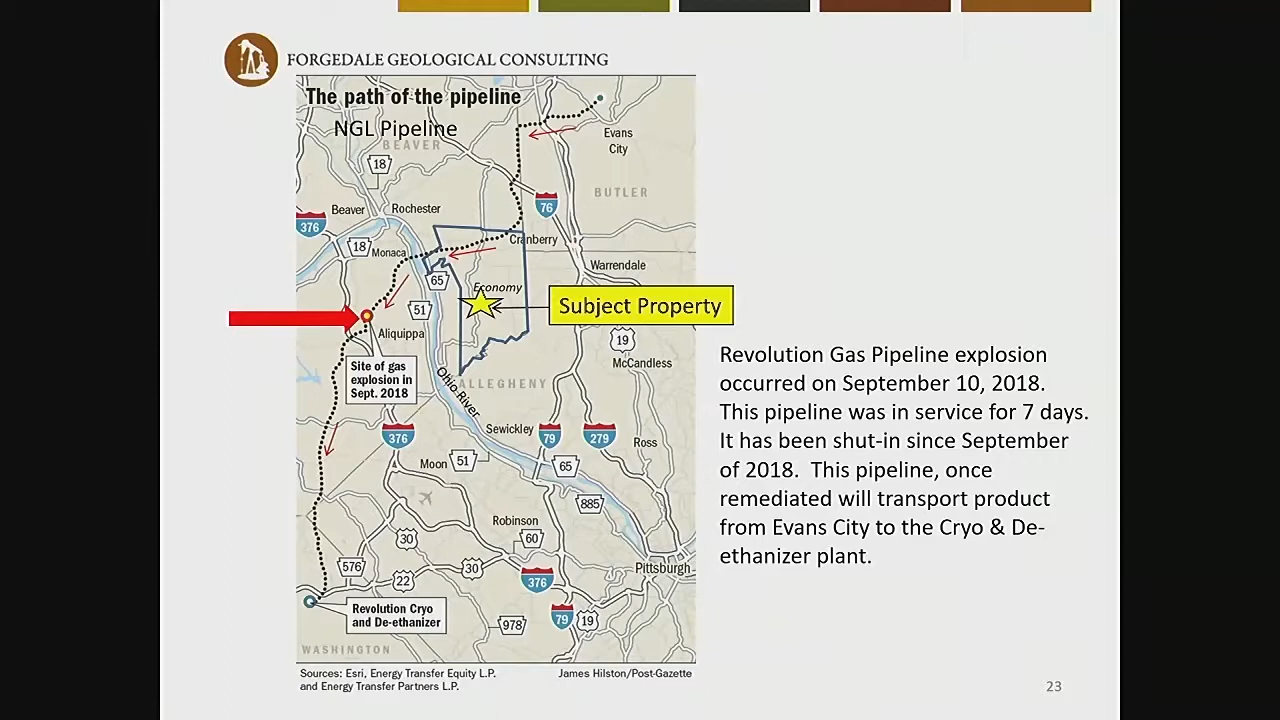 FORGEDALE GEOLOGICAL CONSULTING
The path of the pipeline
NGL Pipeline
BEAVER
18
Evans
City
BUTLER
76
Beaver
Rochester
376
18
Monaca
Cranberry
Warrendale
65
Economy
51
Subject Property
Aliquippa
19
McCandless
Site of gas
explosion in
Sept. 2018
Ohio River
ALLEGHENY
376
Sewickley
79
279
Ross
Moon
51
65
885
Robinson
30
60
576
22
30
376
Pittsburgh
Revolution Cryo
and De-ethanizer
978
79
19
WASHINGTON
Sources: Esri, Energy Transfer Equity L.P.
and Energy Transfer Partners L.P.
James Hilston/Post-Gazette
Revolution Gas Pipeline explosion
occurred on September 10, 2018.
This pipeline was in service for 7 days.
It has been shut-in since September
of 2018. This pipeline, once
remediated will transport product
from Evans City to the Cryo & De-
ethanizer plant.
23